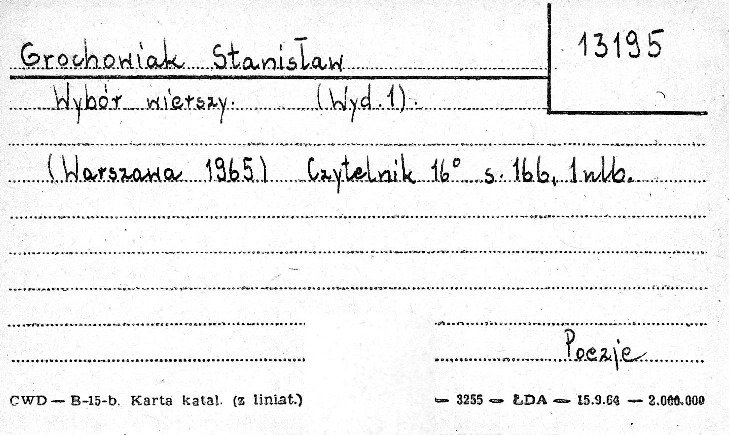 13195
Grochowiak Stanisław
Wybór wierszy. (Wyd. 1).
(Warszawa 1965) Czytelnik 16° s. 166, 1 nlb.
Poezje
CWD — B-15-b. Karta katal. (z liniat.) — 3255 — ŁDA — 15.9.64 — 2.000.000